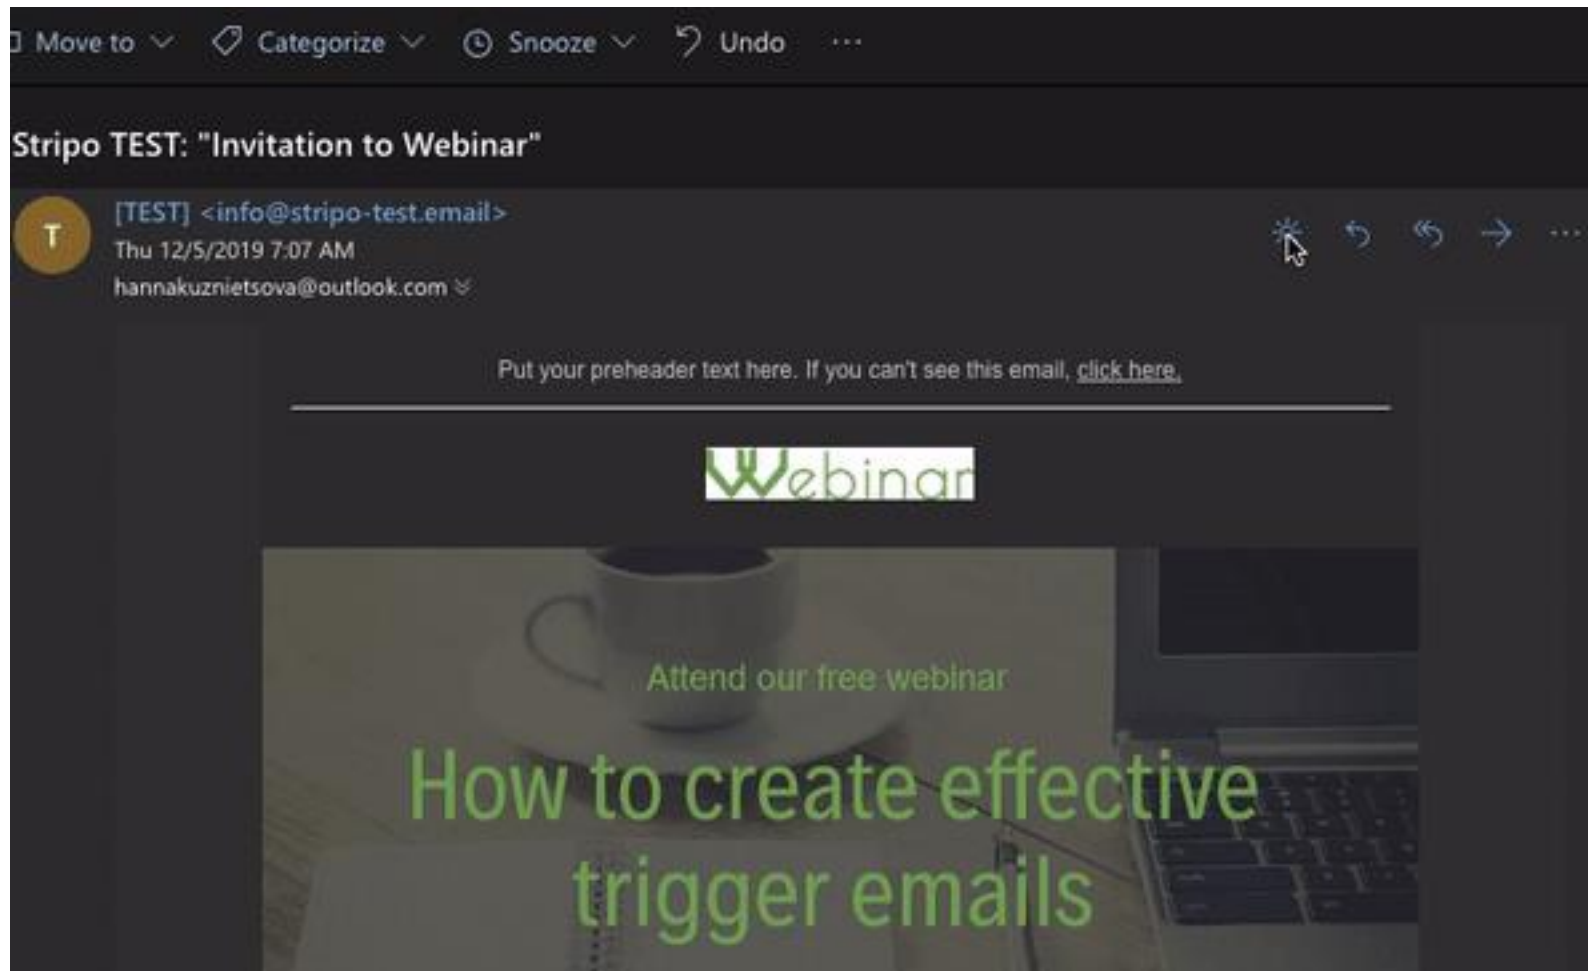 Move to Categorize Snooze Undo ...
Stripo TEST: "Invitation to Webinar"
T
[TEST] <info@stripo-test.email>
Thu 12/5/2019 7:07 AM
hannakuznietsova@outlook.com
Put your preheader text here. If you can't see this email, click here.
Webinar
Attend our free webinar
How to create effective
trigger emails